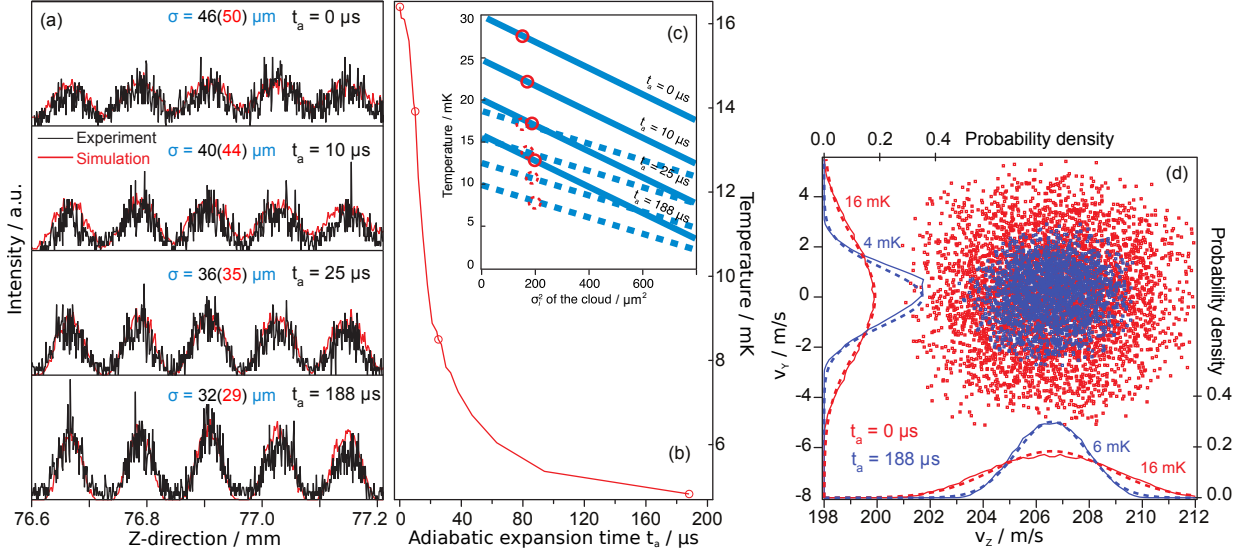 (a)
σ = 46(50) μm t_a = 0 μs
Experiment
Simulation
σ = 40(44) μm t_a = 10 μs
σ = 36(35) μm t_a = 25 μs
σ = 32(29) μm t_a = 188 μs
Intensity / a.u.
76.6 76.8 77.0 77.2
Z-direction / mm
(b)
16
14
12
10
8
6
Temperature / mK
0 40 80 120 160 200
Adiabatic expansion time t_a / μs
(c)
30
25
20
15
10
5
0
Temperature / mK
t_a = 0 μs
t_a = 10 μs
t_a = 25 μs
t_a = 188 μs
0 200 400 600
σ_r^2 of the cloud / μm^2
0.0 0.2 0.4
Probability density
(d)
16 mK
4 mK
4
2
0
-2
-4
-6
-8
v_Y / m/s
Probability density
0.4
0.2
0.0
t_a = 0 μs
t_a = 188 μs
6 mK
16 mK
198 200 202 204 206 208 210 212
v_Z / m/s